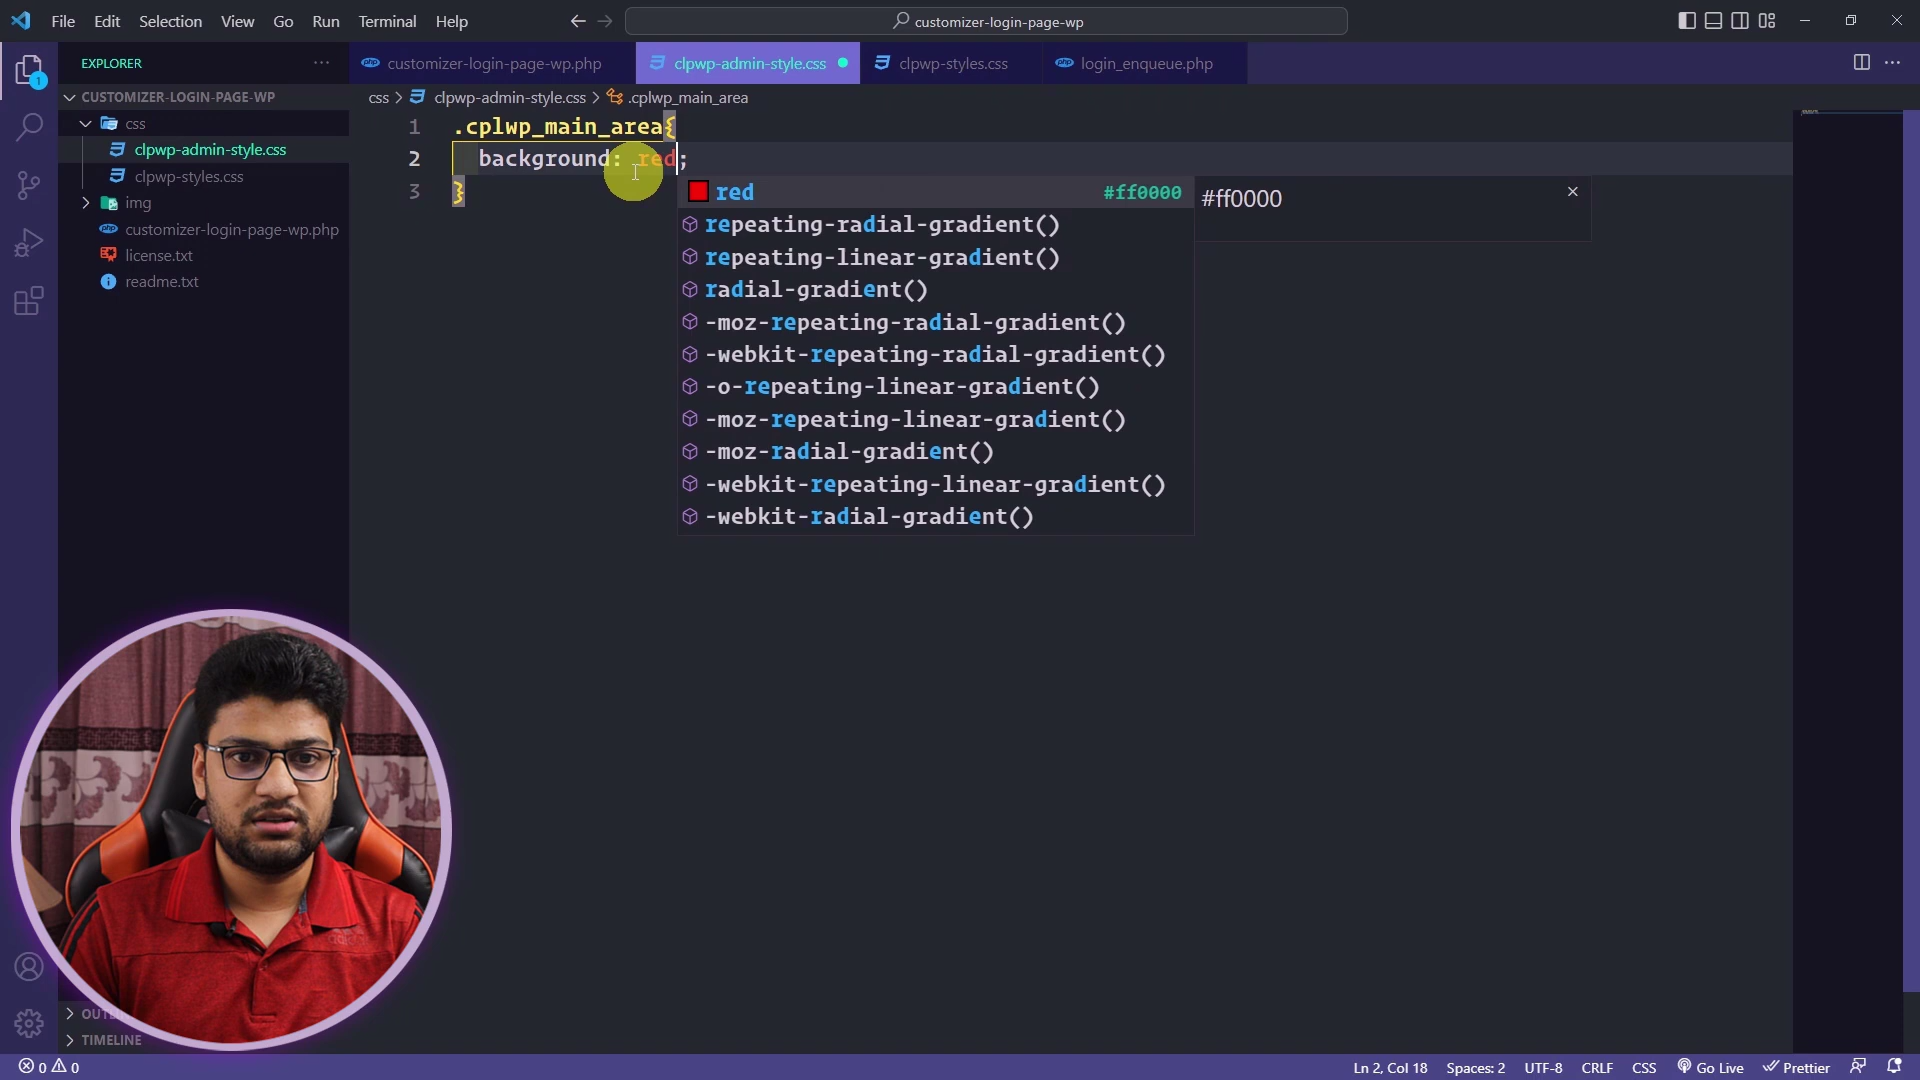 File Edit Selection View Go Run Terminal Help
customizer-login-page-wp
EXPLORER
customizer-login-page-wp.php
clpwp-admin-style.css
clpwp-styles.css
login_enqueue.php
CUSTOMIZER-LOGIN-PAGE-WP
css > clpwp-admin-style.css > .cplwp_main_area
css
clpwp-admin-style.css
clpwp-styles.css
img
customizer-login-page-wp.php
license.txt
readme.txt
1
1 .cplwp_main_area{
2 background: red;
3 }
red #ff0000
#ff0000
repeating-radial-gradient()
repeating-linear-gradient()
radial-gradient()
-moz-repeating-radial-gradient()
-webkit-repeating-radial-gradient()
-o-repeating-linear-gradient()
-moz-repeating-linear-gradient()
-moz-radial-gradient()
-webkit-repeating-linear-gradient()
-webkit-radial-gradient()
TIMELINE
0 0
Ln 2, Col 18 Spaces: 2 UTF-8 CRLF CSS Go Live Prettier